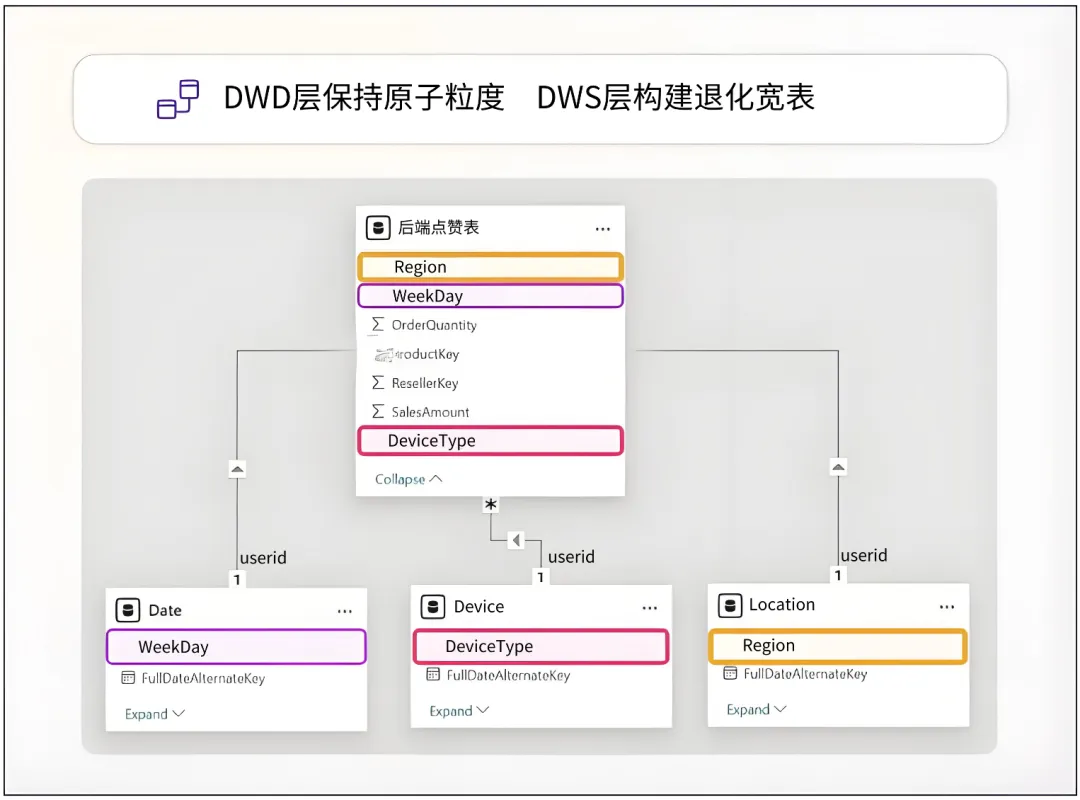 DWD层保持原子粒度 DWS层构建退化宽表
后端点赞表 ...
Region
WeekDay
Σ OrderQuantity
roductKey
Σ ResellerKey
Σ SalesAmount
DeviceType
Collapse
*
userid
userid
userid
1
1
1
Date ...
WeekDay
FullDateAlternateKey
Expand
Device ...
DeviceType
FullDateAlternateKey
Expand
Location ...
Region
FullDateAlternateKey
Expand